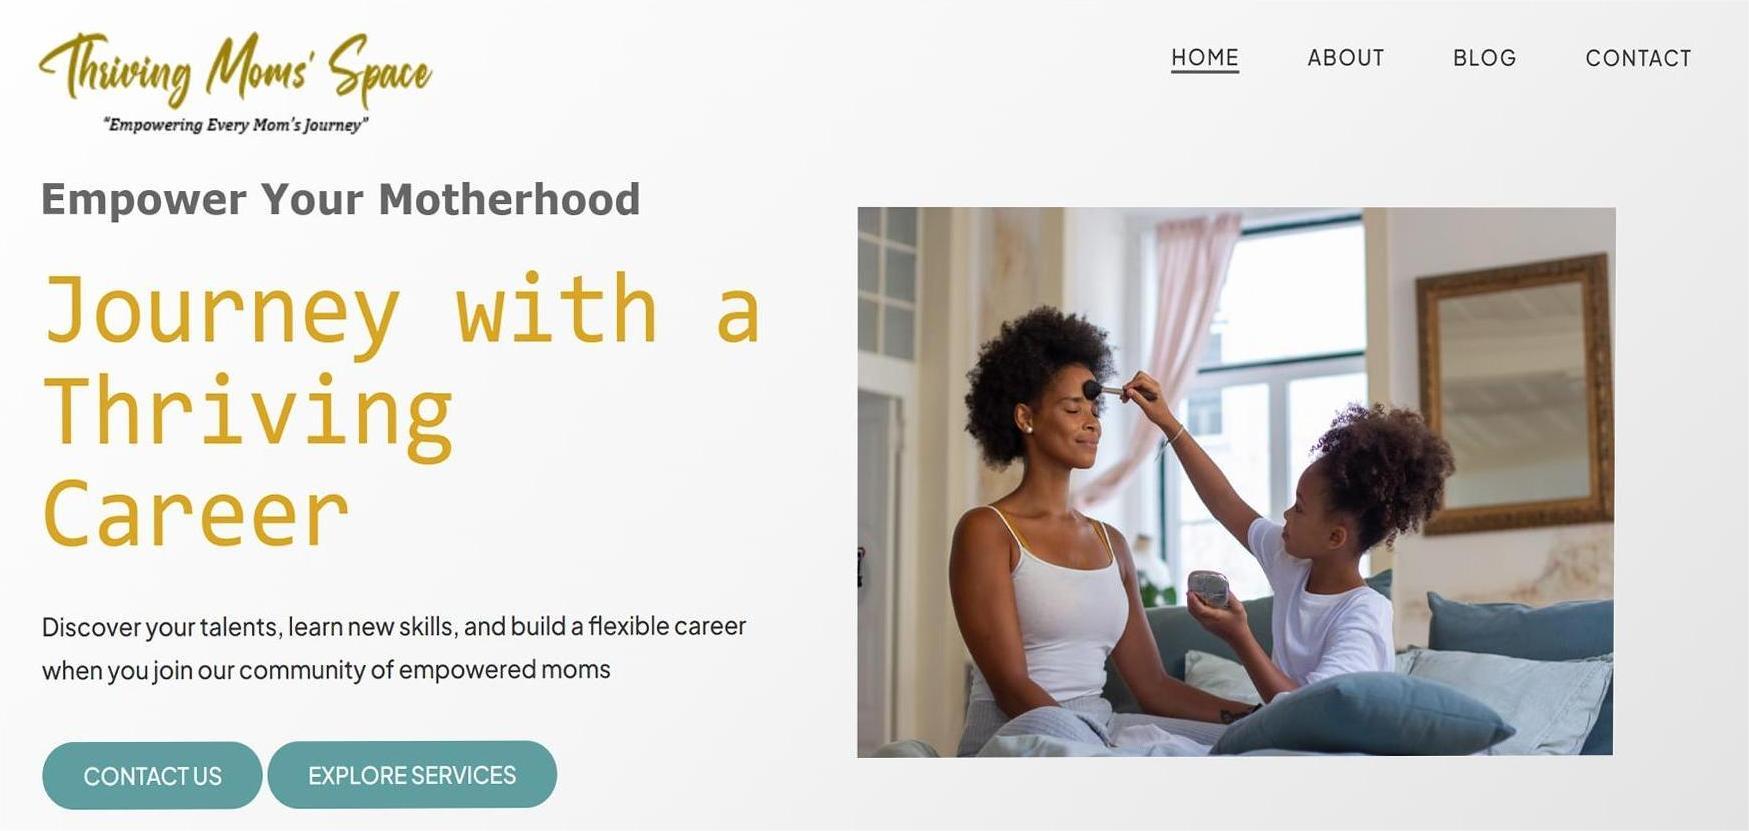 Thriving Moms' Space
"Empowering Every Mom's Journey"
HOME ABOUT BLOG CONTACT
Empower Your Motherhood
Journey with a
Thriving
Career
Discover your talents, learn new skills, and build a flexible career
when you join our community of empowered moms
CONTACT US EXPLORE SERVICES